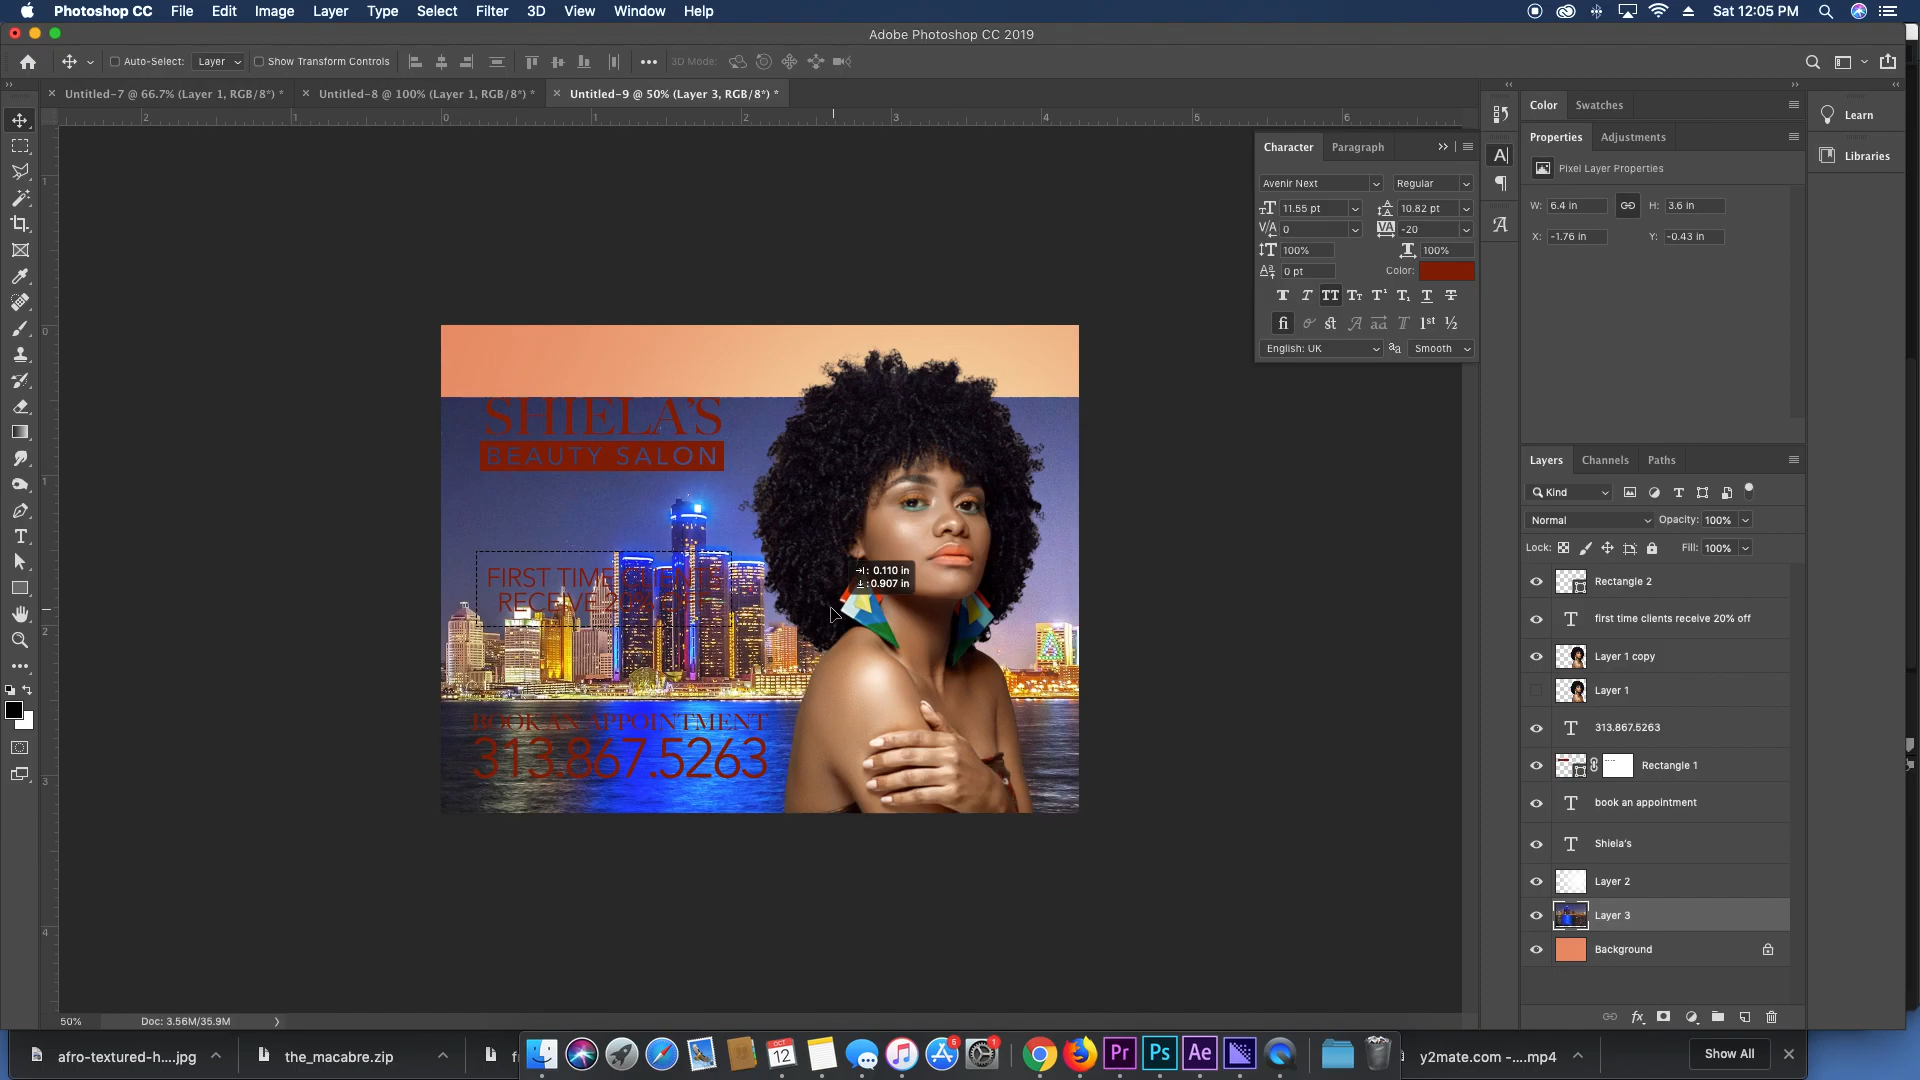 Photoshop CC File Edit Image Layer Type Select Filter 3D View Window Help Sat 12:05 PM
Adobe Photoshop CC 2019
Auto-Select: Layer Show Transform Controls 3D Mode:
Untitled-7 @ 66.7% (Layer 1, RGB/8*) * Untitled-8 @ 100% (Layer 1, RGB/8*) * Untitled-9 @ 50% (Layer 3, RGB/8*) *
Color Swatches
Learn
Libraries
Properties Adjustments
Pixel Layer Properties
W: 6.4 in H: 3.6 in
X: -1.76 in Y: -0.43 in
Character Paragraph
Avenir Next Regular
11.55 pt 10.82 pt
0 -20
100% 100%
0 pt Color:
English: UK Smooth
SHIELA'S
BEAUTY SALON
FIRST TIME CLIENTS
RECEIVE 20% OFF
: 0.110 in
: 0.907 in
BOOK AN APPOINTMENT
313.867.5263
Layers Channels Paths
Kind
Normal Opacity: 100%
Lock: Fill: 100%
Rectangle 2
first time clients receive 20% off
Layer 1 copy
Layer 1
313.867.5263
Rectangle 1
book an appointment
Shiela's
Layer 2
Layer 3
Background
50% Doc: 3.56M/35.9M
afro-textured-h....jpg the_macabre.zip y2mate.com -....mp4 Show All